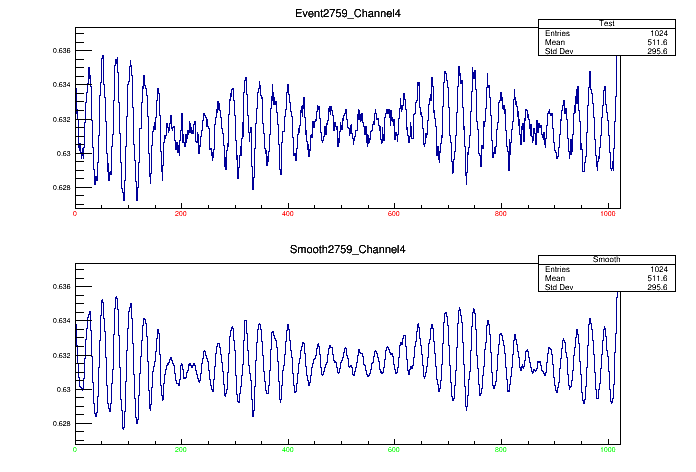 Event2759_Channel4
Test
Entries 1024
Mean 511.6
Std Dev 295.6
0.636
0.634
0.632
0.63
0.628
0 200 400 600 800 1000
Smooth2759_Channel4
Smooth
Entries 1024
Mean 511.6
Std Dev 295.6
0.636
0.634
0.632
0.63
0.628
0 200 400 600 800 1000